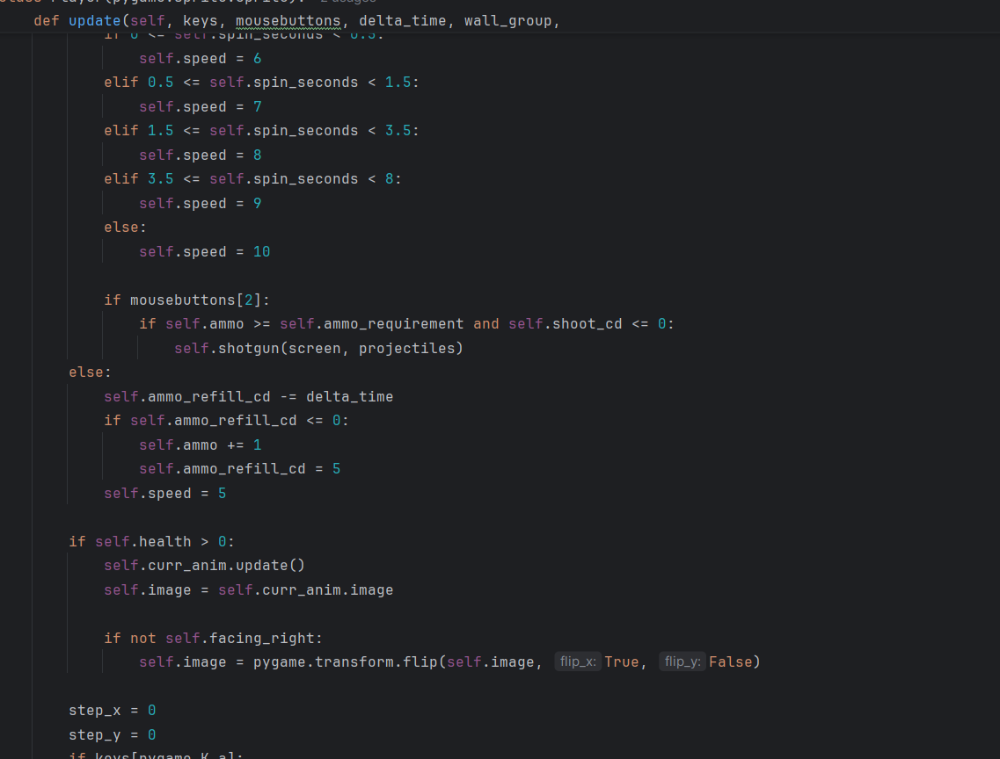 class Player(pygame.sprite.Sprite): 2 usages
def update(self, keys, mousebuttons, delta_time, wall_group,
if 0 <= self.spin_seconds < 0.5:
self.speed = 6
elif 0.5 <= self.spin_seconds < 1.5:
self.speed = 7
elif 1.5 <= self.spin_seconds < 3.5:
self.speed = 8
elif 3.5 <= self.spin_seconds < 8:
self.speed = 9
else:
self.speed = 10
if mousebuttons[2]:
if self.ammo >= self.ammo_requirement and self.shoot_cd <= 0:
self.shotgun(screen, projectiles)
else:
self.ammo_refill_cd -= delta_time
if self.ammo_refill_cd <= 0:
self.ammo += 1
self.ammo_refill_cd = 5
self.speed = 5
if self.health > 0:
self.curr_anim.update()
self.image = self.curr_anim.image
if not self.facing_right:
self.image = pygame.transform.flip(self.image, flip_x: True, flip_y: False)
step_x = 0
step_y = 0
if keys[pygame.K_a]: